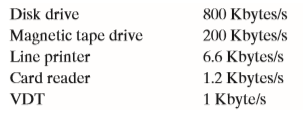 Disk drive 800 Kbytes/s
Magnetic tape drive 200 Kbytes/s
Line printer 6.6 Kbytes/s
Card reader 1.2 Kbytes/s
VDT 1 Kbyte/s